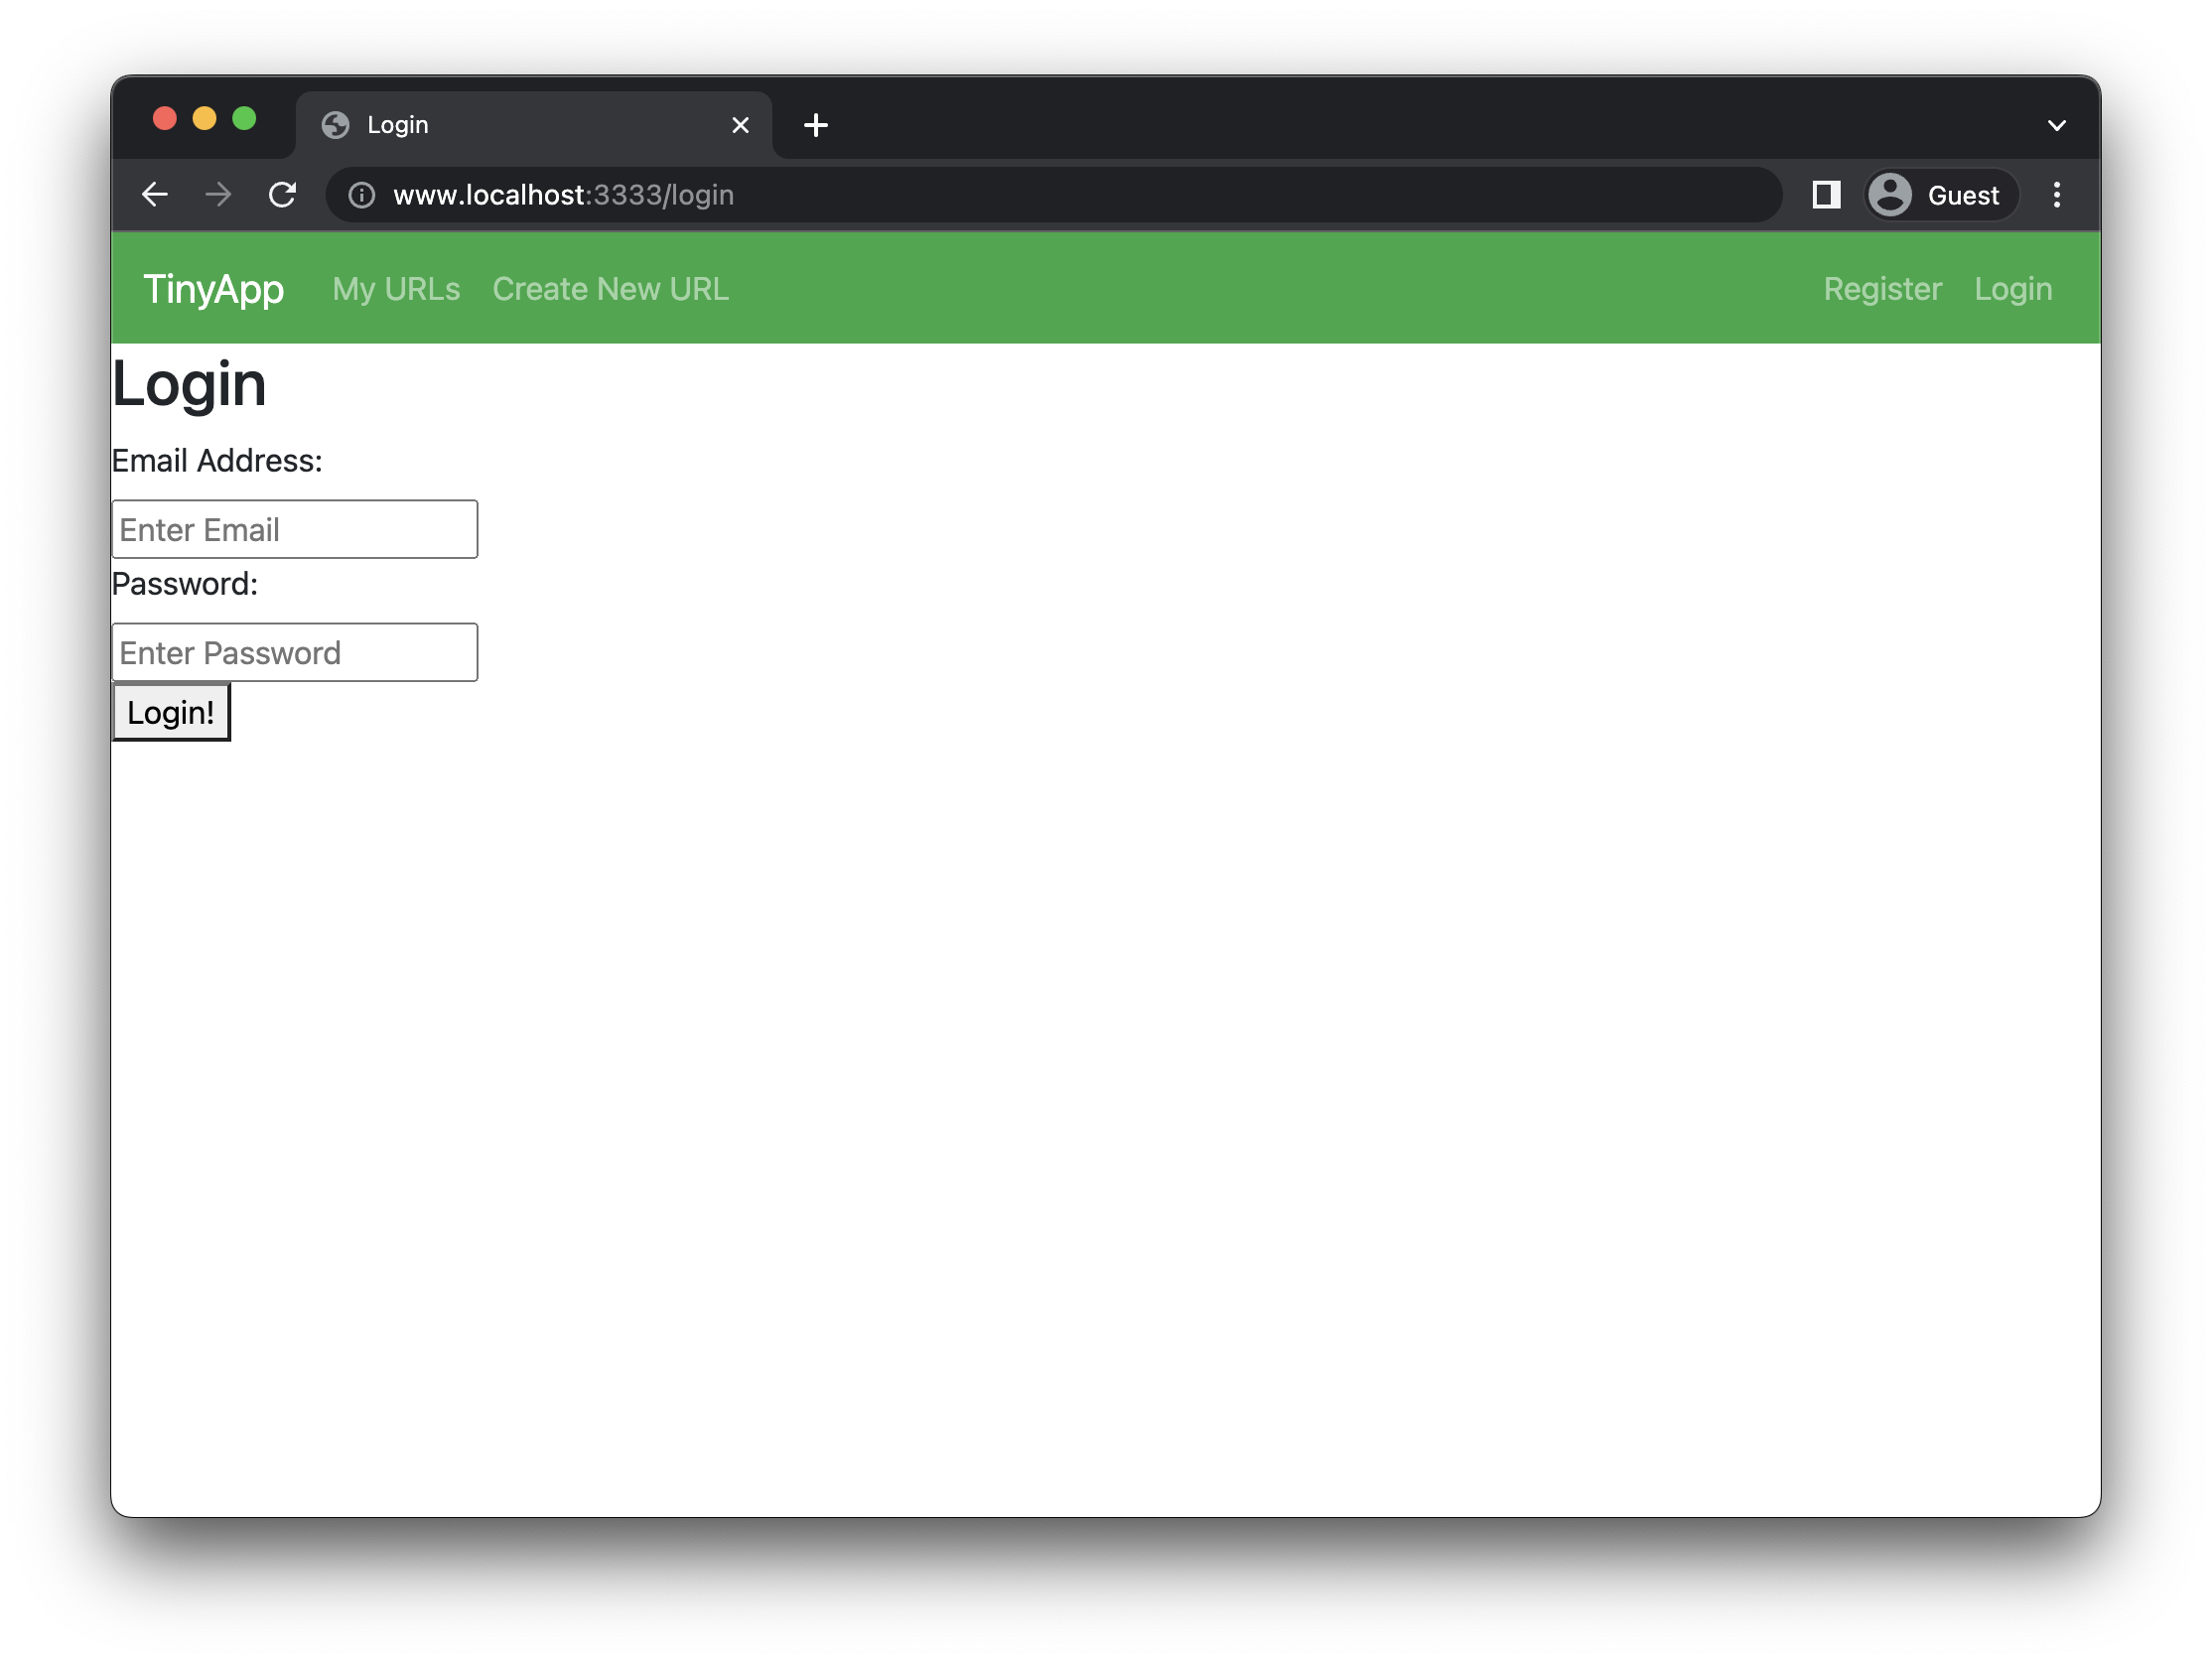 Login
www.localhost:3333/login
Guest
TinyApp My URLs Create New URL Register Login
Login
Email Address:
Enter Email
Password:
Enter Password
Login!